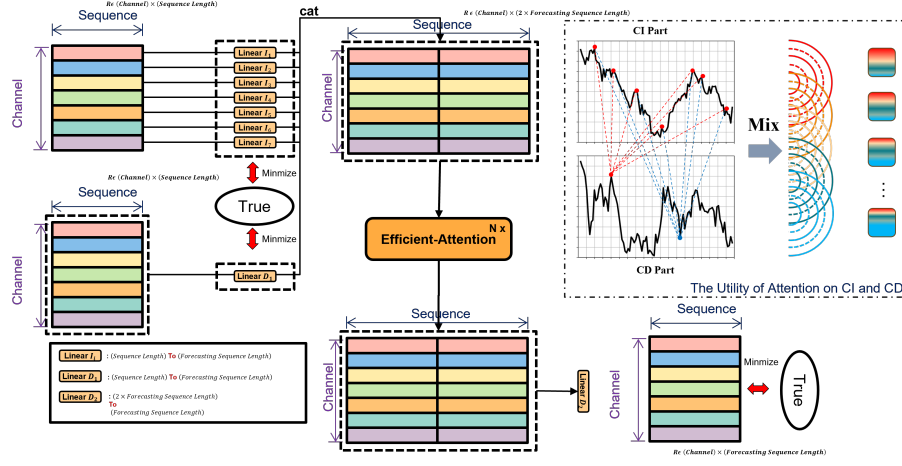 Re (Channel) × (Sequence Length)
Sequence
Channel
Linear I₁
Linear I₂
Linear I₃
Linear I₄
Linear I₅
Linear I₆
Linear I₇
Minmize
True
Minmize
Re (Channel) × (Sequence Length)
Sequence
Channel
Linear D₁
cat
Re (Channel) × (2 × Forecasting Sequence Length)
Sequence
Channel
N x
Efficient-Attention
Sequence
Channel
Linear D₂
CI Part
CD Part
Mix
The Utility of Attention on CI and CD
Sequence
Channel
Minmize
True
Re (Channel) × (Forecasting Sequence Length)
Linear I₁ : (Sequence Length) To (Forecasting Sequence Length)
Linear D₁ : (Sequence Length) To (Forecasting Sequence Length)
Linear D₂ : (2 × Forecasting Sequence Length)
To
(Forecasting Sequence Length)